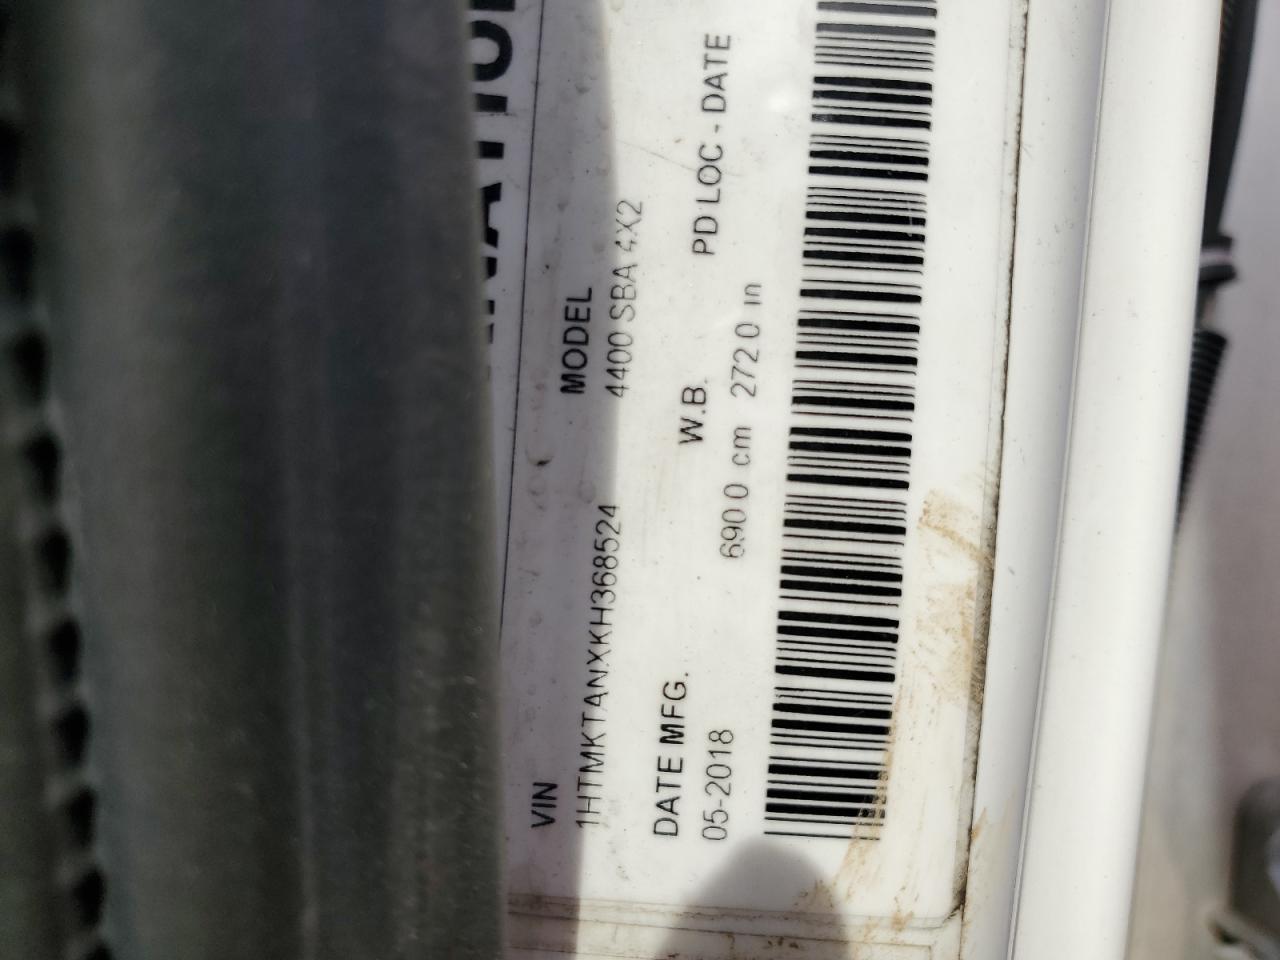 VIN MODEL
1HTMKTANXKH368524 4400 SBA 4X2
DATE MFG. W.B. PD LOC - DATE
05-2018 690 0 cm 272 0 in